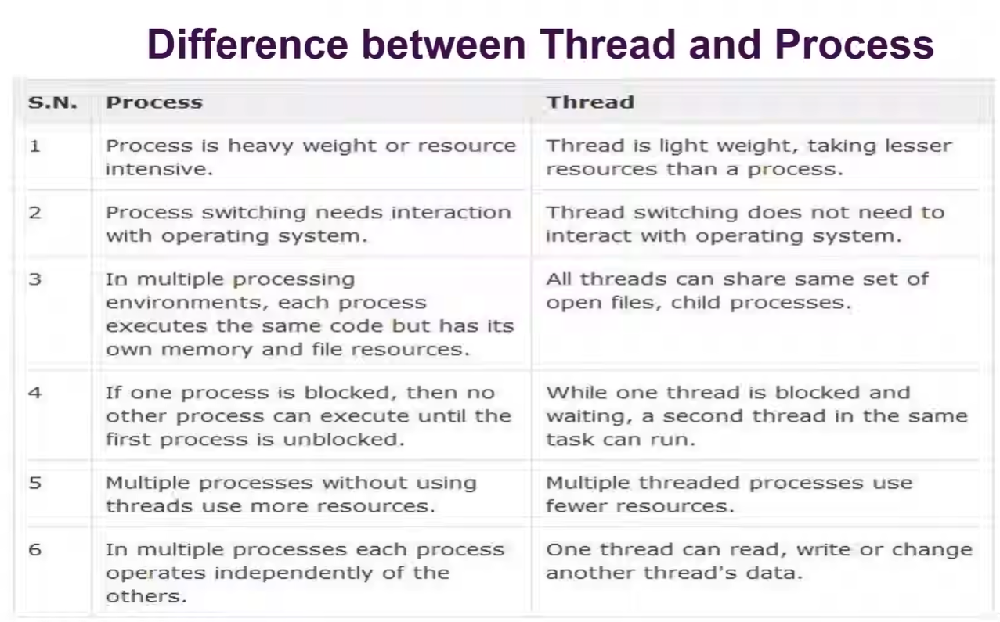 Difference between Thread and Process
S.N. Process Thread
1 Process is heavy weight or resource intensive. Thread is light weight, taking lesser resources than a process.
2 Process switching needs interaction with operating system. Thread switching does not need to interact with operating system.
3 In multiple processing environments, each process executes the same code but has its own memory and file resources. All threads can share same set of open files, child processes.
4 If one process is blocked, then no other process can execute until the first process is unblocked. While one thread is blocked and waiting, a second thread in the same task can run.
5 Multiple processes without using threads use more resources. Multiple threaded processes use fewer resources.
6 In multiple processes each process operates independently of the others. One thread can read, write or change another thread's data.